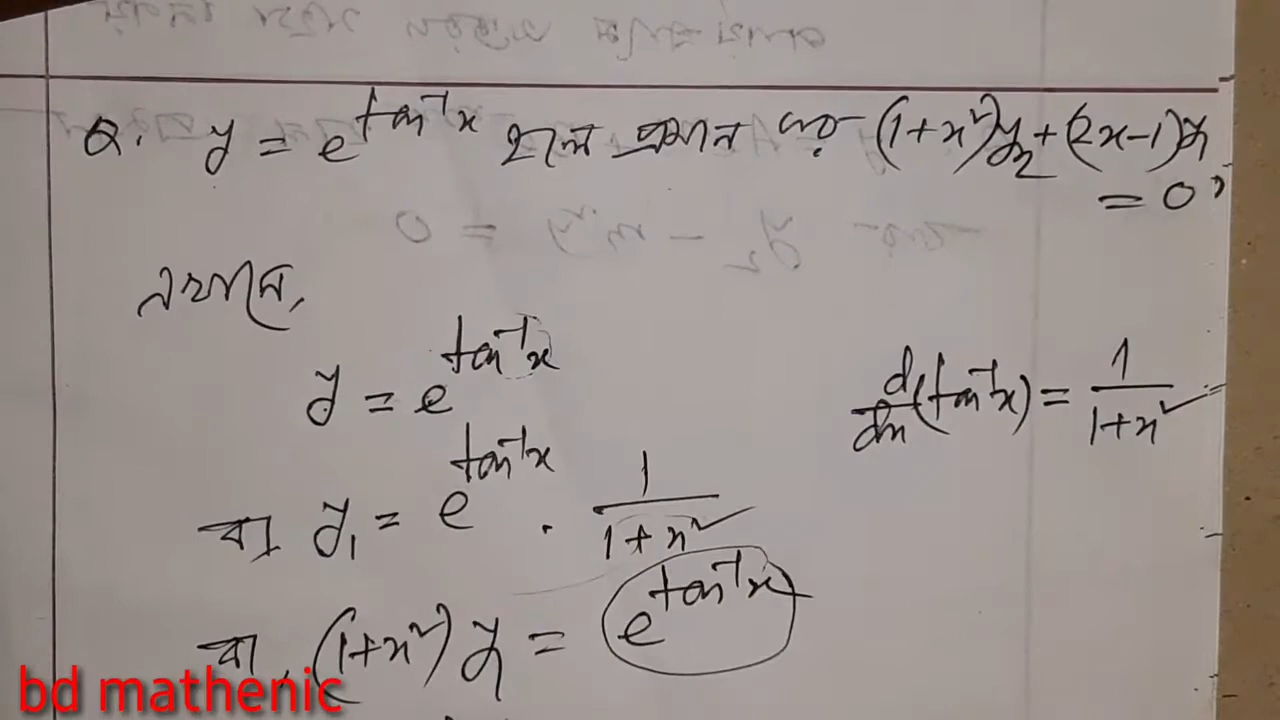 Q. y = e^{tan⁻¹x} হলে প্রমান কর (1+x²)y₂+(2x-1)y₁
= 0,
এখানে,
y = e^{tan⁻¹x}
d/dx(tan⁻¹x) = 1/(1+x²)
বা y₁ = e^{tan⁻¹x} . 1/(1+x²)
বা, (1+x²) y₁ = e^{tan⁻¹x}
bd mathenic